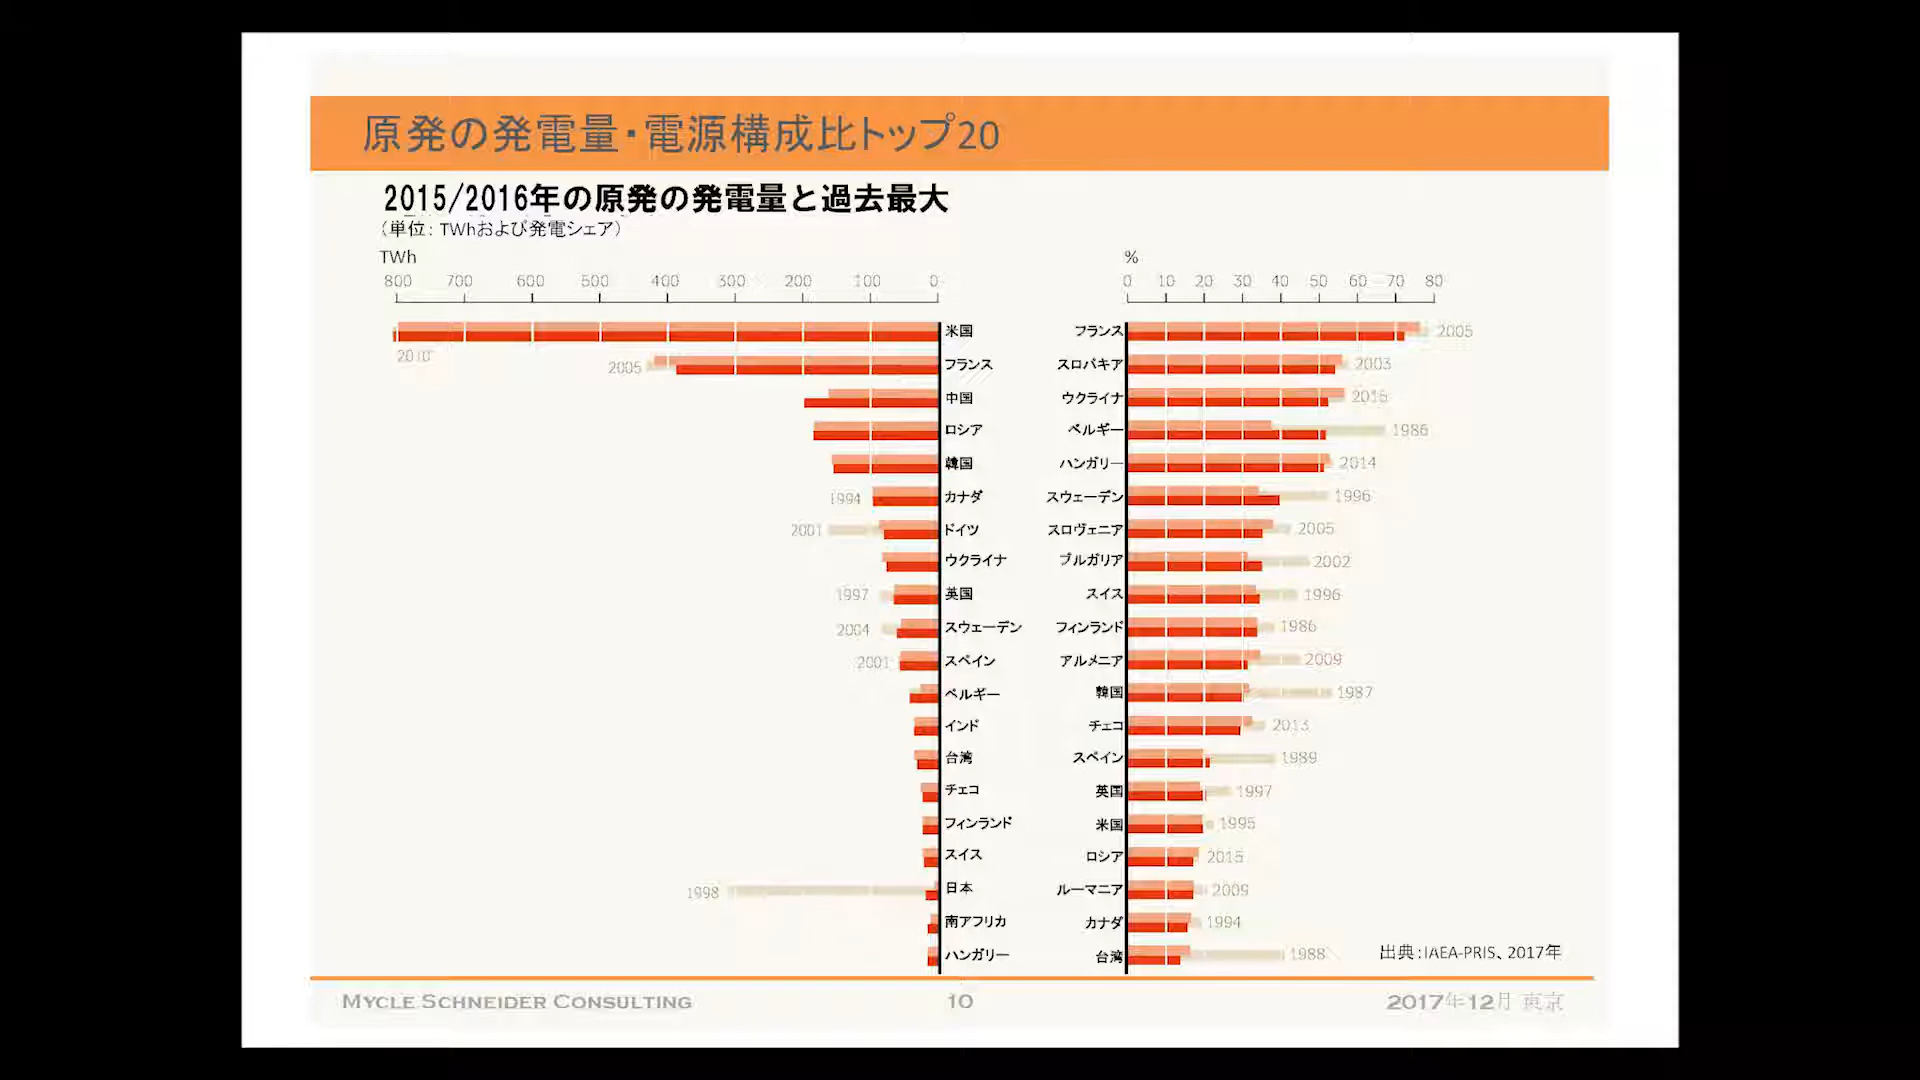 原発の発電量・電源構成比トップ20
2015/2016年の原発の発電量と過去最大
（単位：TWhおよび発電シェア）
TWh
%
800 700 600 500 400 300 200 100 0
0 10 20 30 40 50 60 70 80
米国 フランス 2005
2010
2005 フランス スロバキア 2003
中国 ウクライナ
ロシア ベルギー 1986
韓国 ハンガリー 2014
1994 カナダ スウェーデン 1996
2001 ドイツ スロヴェニア 2005
ウクライナ ブルガリア 2002
1997 英国 スイス 1996
2004 スウェーデン フィンランド 1986
2001 スペイン アルメニア 2009
ベルギー 韓国 1987
インド チェコ 2013
台湾 スペイン 1989
チェコ 英国 1997
フィンランド 米国 1995
スイス ロシア 2015
1998 日本 ルーマニア 2009
南アフリカ カナダ 1994
ハンガリー 台湾 1988
出典：IAEA-PRIS、2017年
MYCLE SCHNEIDER CONSULTING
10
2017年12月 東京